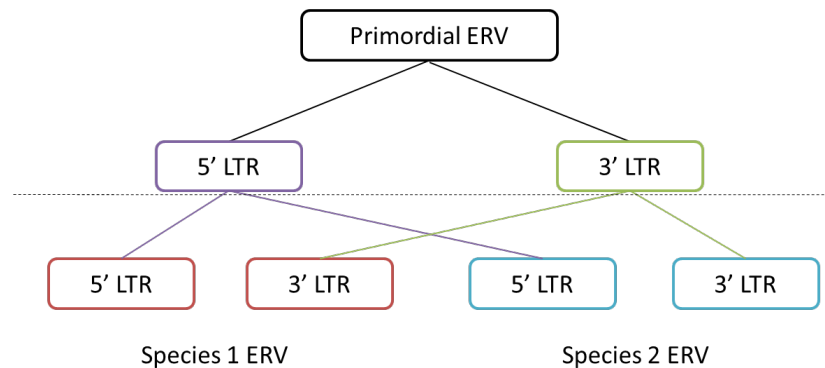 Primordial ERV
5’ LTR
3’ LTR
5’ LTR
3’ LTR
5’ LTR
3’ LTR
Species 1 ERV
Species 2 ERV